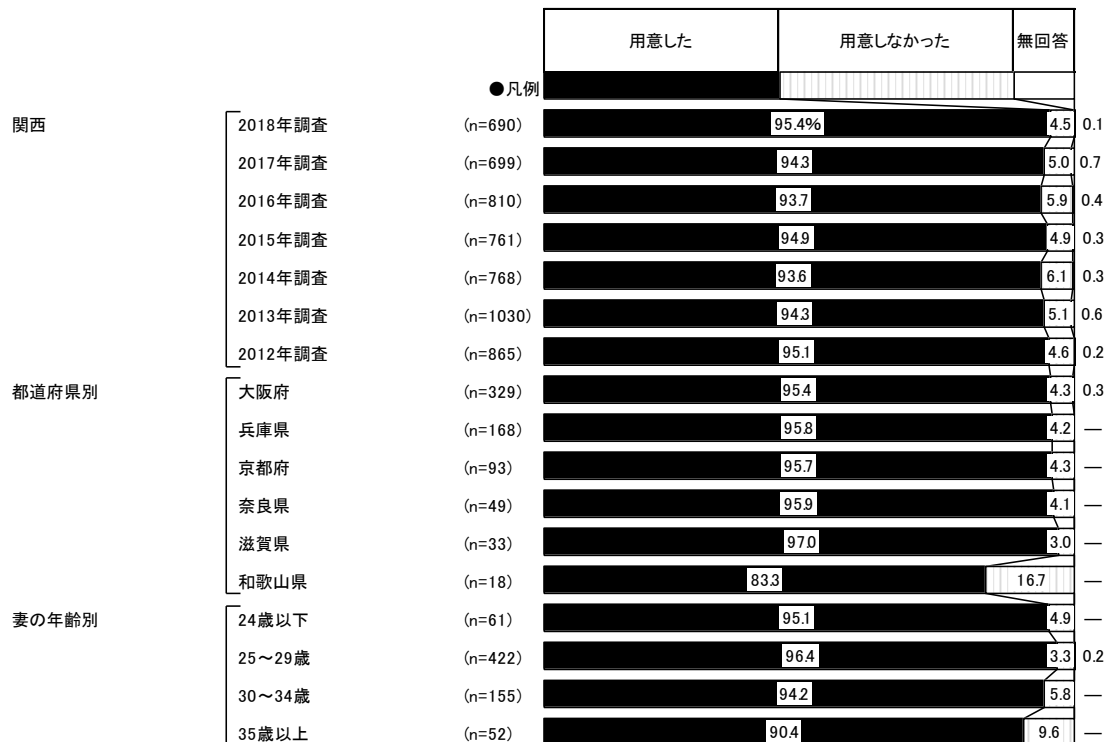 用意した 用意しなかった 無回答
●凡例
関西 2018年調査 (n=690) 95.4% 4.5 0.1
2017年調査 (n=699) 94.3 5.0 0.7
2016年調査 (n=810) 93.7 5.9 0.4
2015年調査 (n=761) 94.9 4.9 0.3
2014年調査 (n=768) 93.6 6.1 0.3
2013年調査 (n=1030) 94.3 5.1 0.6
2012年調査 (n=865) 95.1 4.6 0.2
都道府県別 大阪府 (n=329) 95.4 4.3 0.3
兵庫県 (n=168) 95.8 4.2 ―
京都府 (n=93) 95.7 4.3 ―
奈良県 (n=49) 95.9 4.1 ―
滋賀県 (n=33) 97.0 3.0 ―
和歌山県 (n=18) 83.3 16.7 ―
妻の年齢別 24歳以下 (n=61) 95.1 4.9 ―
25～29歳 (n=422) 96.4 3.3 0.2
30～34歳 (n=155) 94.2 5.8 ―
35歳以上 (n=52) 90.4 9.6 ―